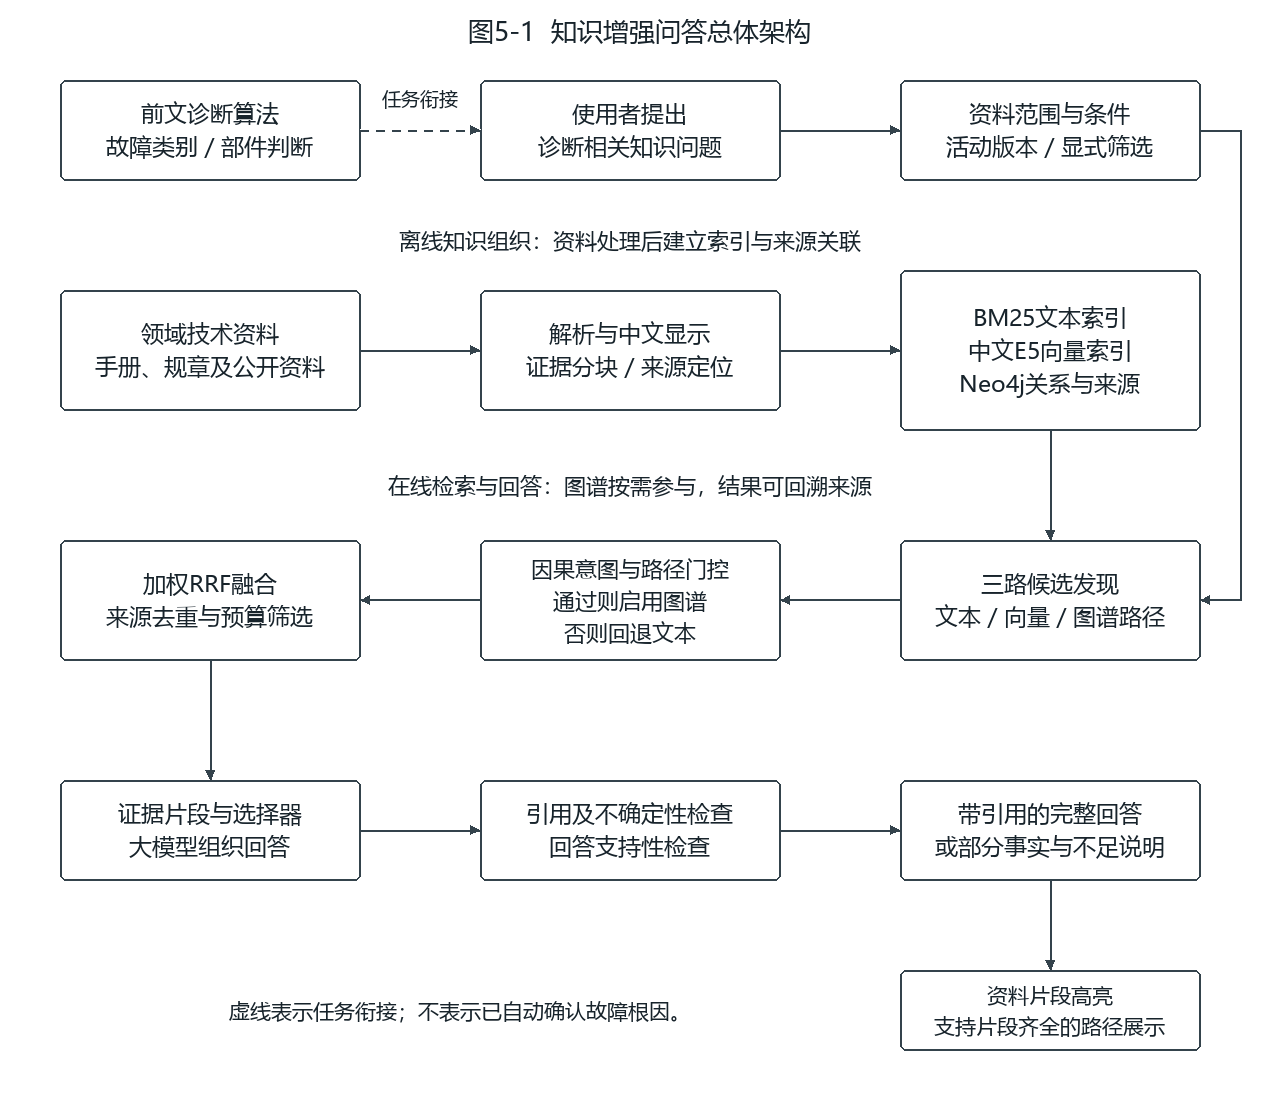 图5-1 知识增强问答总体架构
前文诊断算法
故障类别 / 部件判断
任务衔接
使用者提出
诊断相关知识问题
资料范围与条件
活动版本 / 显式筛选
离线知识组织：资料处理后建立索引与来源关联
领域技术资料
手册、规章及公开资料
解析与中文显示
证据分块 / 来源定位
BM25文本索引
中文E5向量索引
Neo4j关系与来源
在线检索与回答：图谱按需参与，结果可回溯来源
加权RRF融合
来源去重与预算筛选
因果意图与路径门控
通过则启用图谱
否则回退文本
三路候选发现
文本 / 向量 / 图谱路径
证据片段与选择器
大模型组织回答
引用及不确定性检查
回答支持性检查
带引用的完整回答
或部分事实与不足说明
虚线表示任务衔接；不表示已自动确认故障根因。
资料片段高亮
支持片段齐全的路径展示